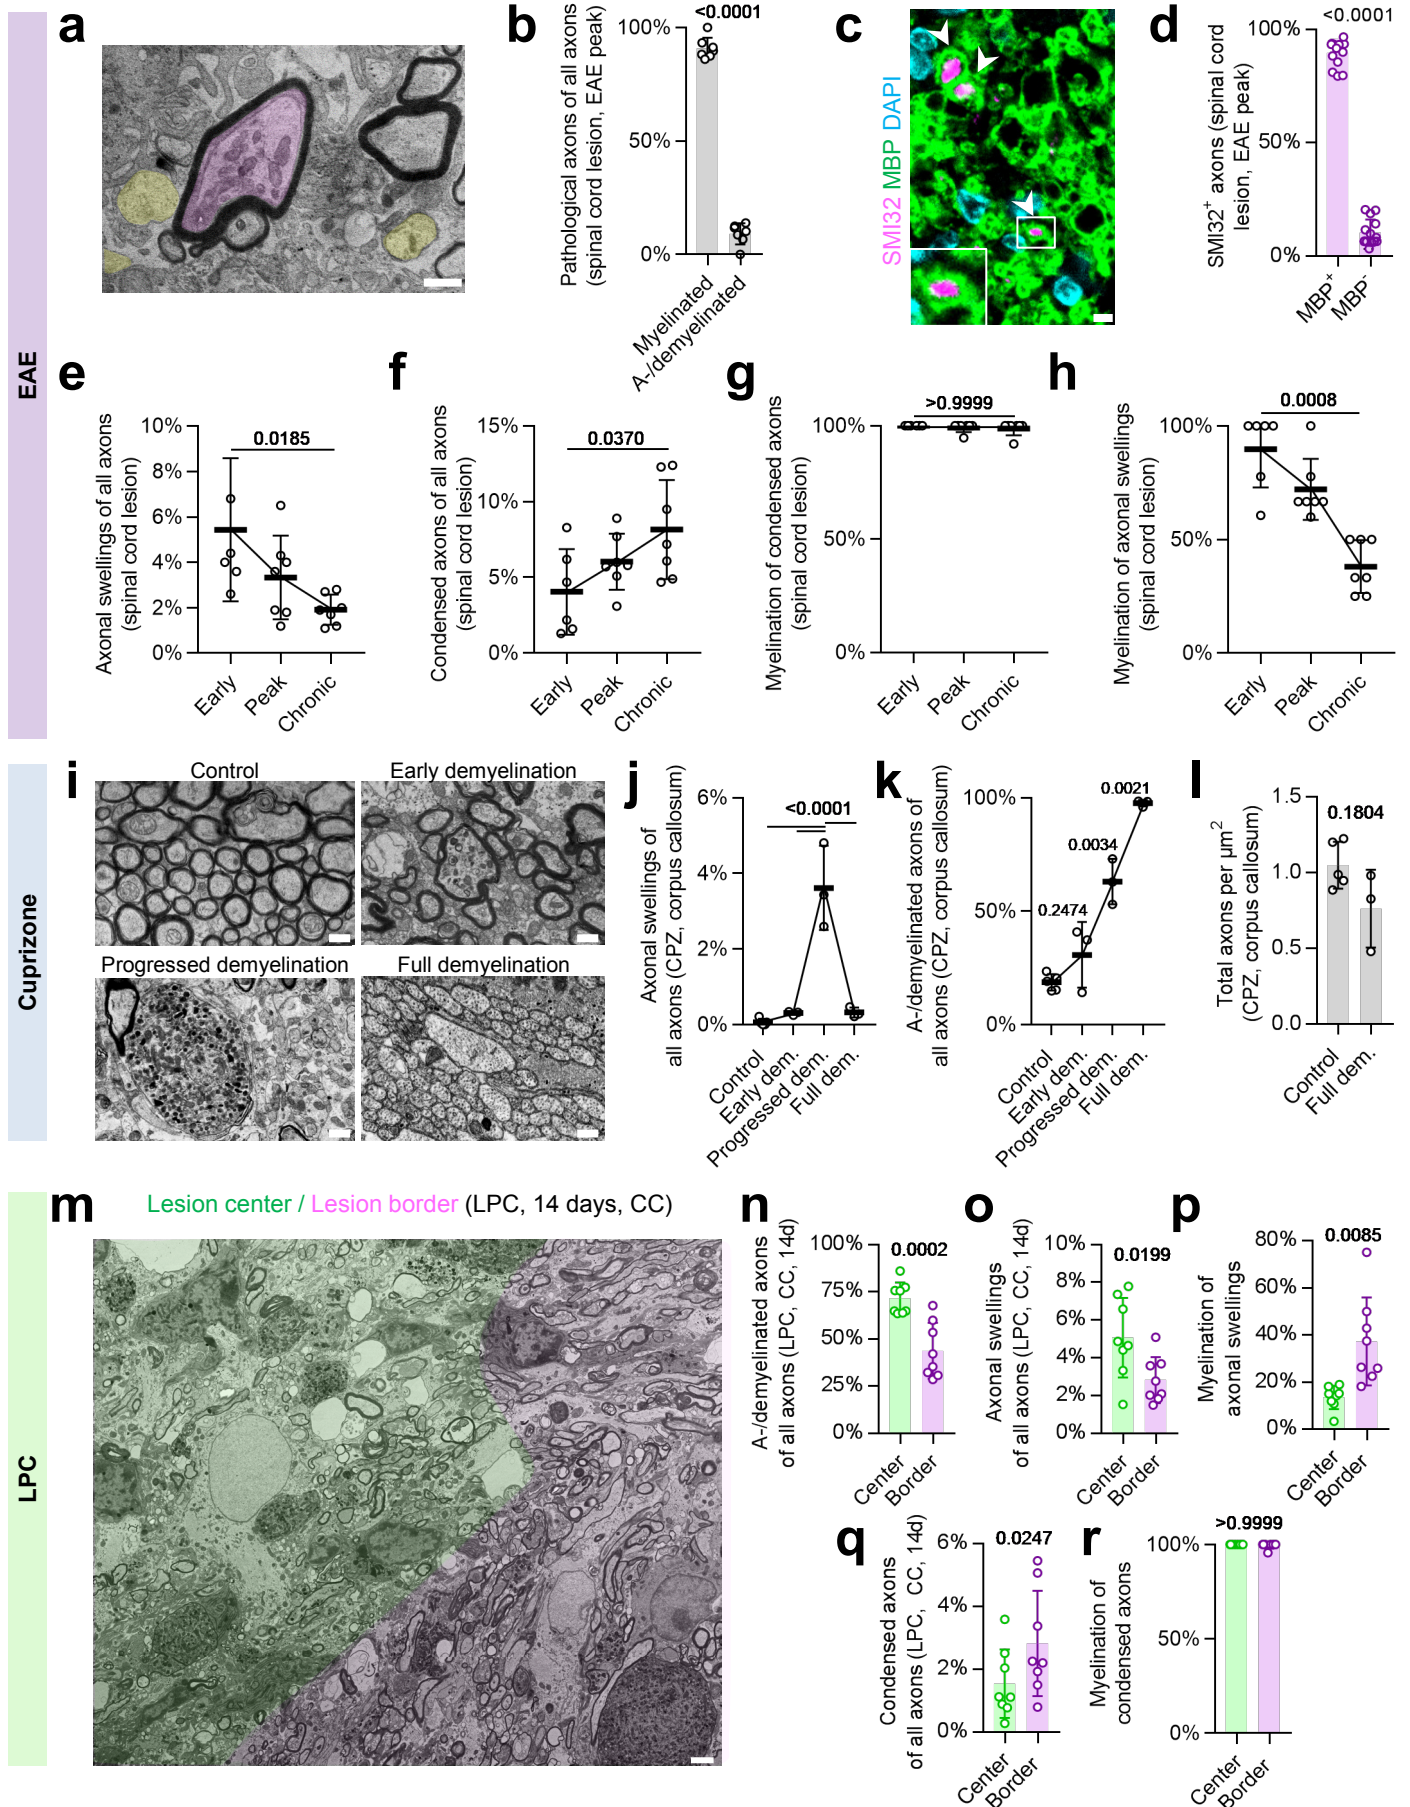 EAE
a
b
Pathological axons of all axons
(spinal cord lesion, EAE peak)
<0.0001
100%
50%
0%
Myelinated
A-/demyelinated
c
SMI32 MBP DAPI
d
SMI32+ axons (spinal cord
lesion, EAE peak)
<0.0001
100%
50%
0%
MBP+
MBP-
e
Axonal swellings of all axons
(spinal cord lesion)
10%
8%
6%
4%
2%
0%
0.0185
Early
Peak
Chronic
f
Condensed axons of all axons
(spinal cord lesion)
15%
10%
5%
0%
0.0370
Early
Peak
Chronic
g
Myelination of condensed axons
(spinal cord lesion)
>0.9999
100%
50%
0%
Early
Peak
Chronic
h
Myelination of axonal swellings
(spinal cord lesion)
0.0008
100%
50%
0%
Early
Peak
Chronic
Cuprizone
i
Control
Early demyelination
Progressed demyelination
Full demyelination
j
Axonal swellings of
all axons (CPZ, corpus callosum)
6%
4%
2%
0%
<0.0001
Control
Early dem.
Progressed dem.
Full dem.
k
A-/demyelinated axons of
all axons (CPZ, corpus callosum)
100%
50%
0%
0.2474
0.0034
0.0021
Control
Early dem.
Progressed dem.
Full dem.
l
Total axons per µm2
(CPZ, corpus callosum)
1.5
1.0
0.5
0.0
0.1804
Control
Full dem.
LPC
m
Lesion center / Lesion border (LPC, 14 days, CC)
n
A-/demyelinated axons
of all axons (LPC, CC, 14d)
100%
75%
50%
25%
0%
0.0002
Center
Border
o
Axonal swellings
of all axons (LPC, CC, 14d)
10%
8%
6%
4%
2%
0%
0.0199
Center
Border
p
Myelination of
axonal swellings
80%
60%
40%
20%
0%
0.0085
Center
Border
q
Condensed axons
of all axons (LPC, CC, 14d)
6%
4%
2%
0%
0.0247
Center
Border
r
Myelination of
condensed axons
>0.9999
100%
50%
0%
Center
Border